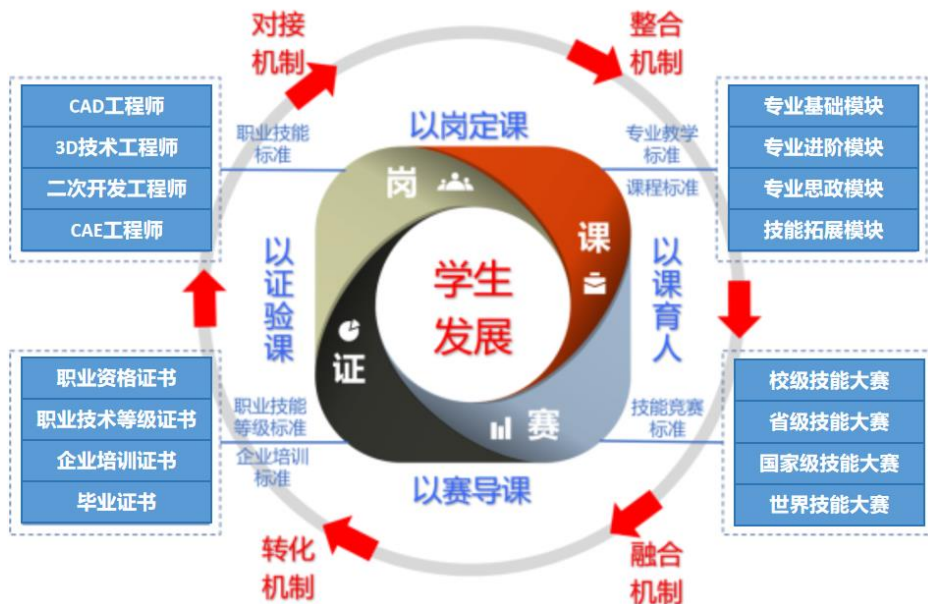 对接
机制
整合
机制
CAD工程师
3D技术工程师
二次开发工程师
CAE工程师
职业技能
标准
以岗定课
专业教学
标准
课程标准
专业基础模块
专业进阶模块
专业思政模块
技能拓展模块
岗
课
以证验课
学生
发展
以课育人
证
赛
职业资格证书
职业技术等级证书
企业培训证书
毕业证书
职业技能
等级标准
企业培训
标准
以赛导课
技能竞赛
标准
校级技能大赛
省级技能大赛
国家级技能大赛
世界技能大赛
转化
机制
融合
机制